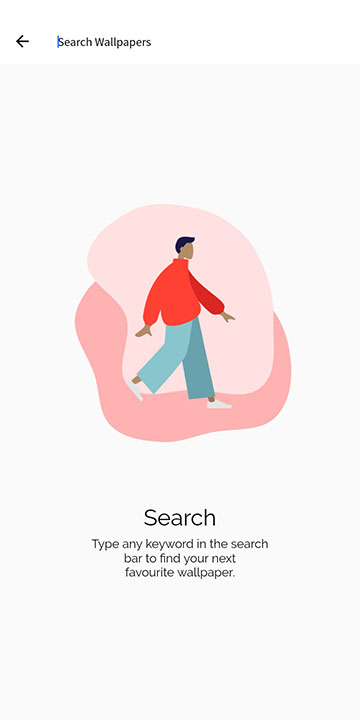 Search Wallpapers
Search
Type any keyword in the search
bar to find your next
favourite wallpaper.